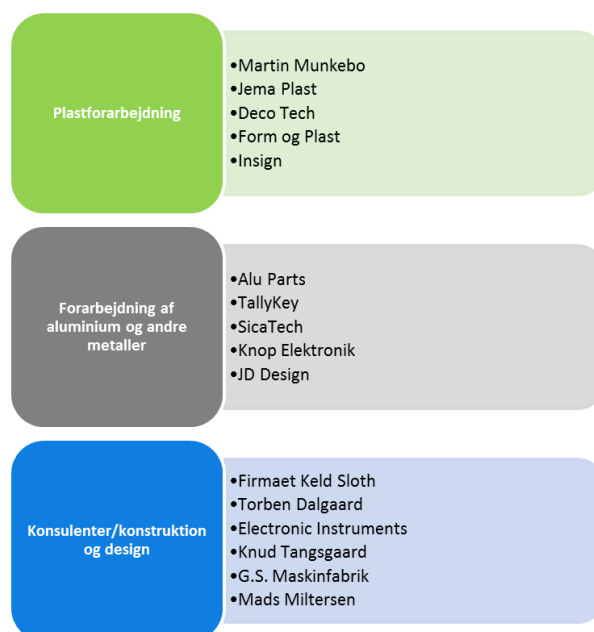 Plastforarbejdning
•Martin Munkebo
•Jema Plast
•Deco Tech
•Form og Plast
•Insign
Forarbejdning af
aluminium og andre
metaller
•Alu Parts
•TallyKey
•SicaTech
•Knop Elektronik
•JD Design
Konsulenter/konstruktion
og design
•Firmaet Keld Sloth
•Torben Dalgaard
•Electronic Instruments
•Knud Tangsgaard
•G.S. Maskinfabrik
•Mads Miltersen